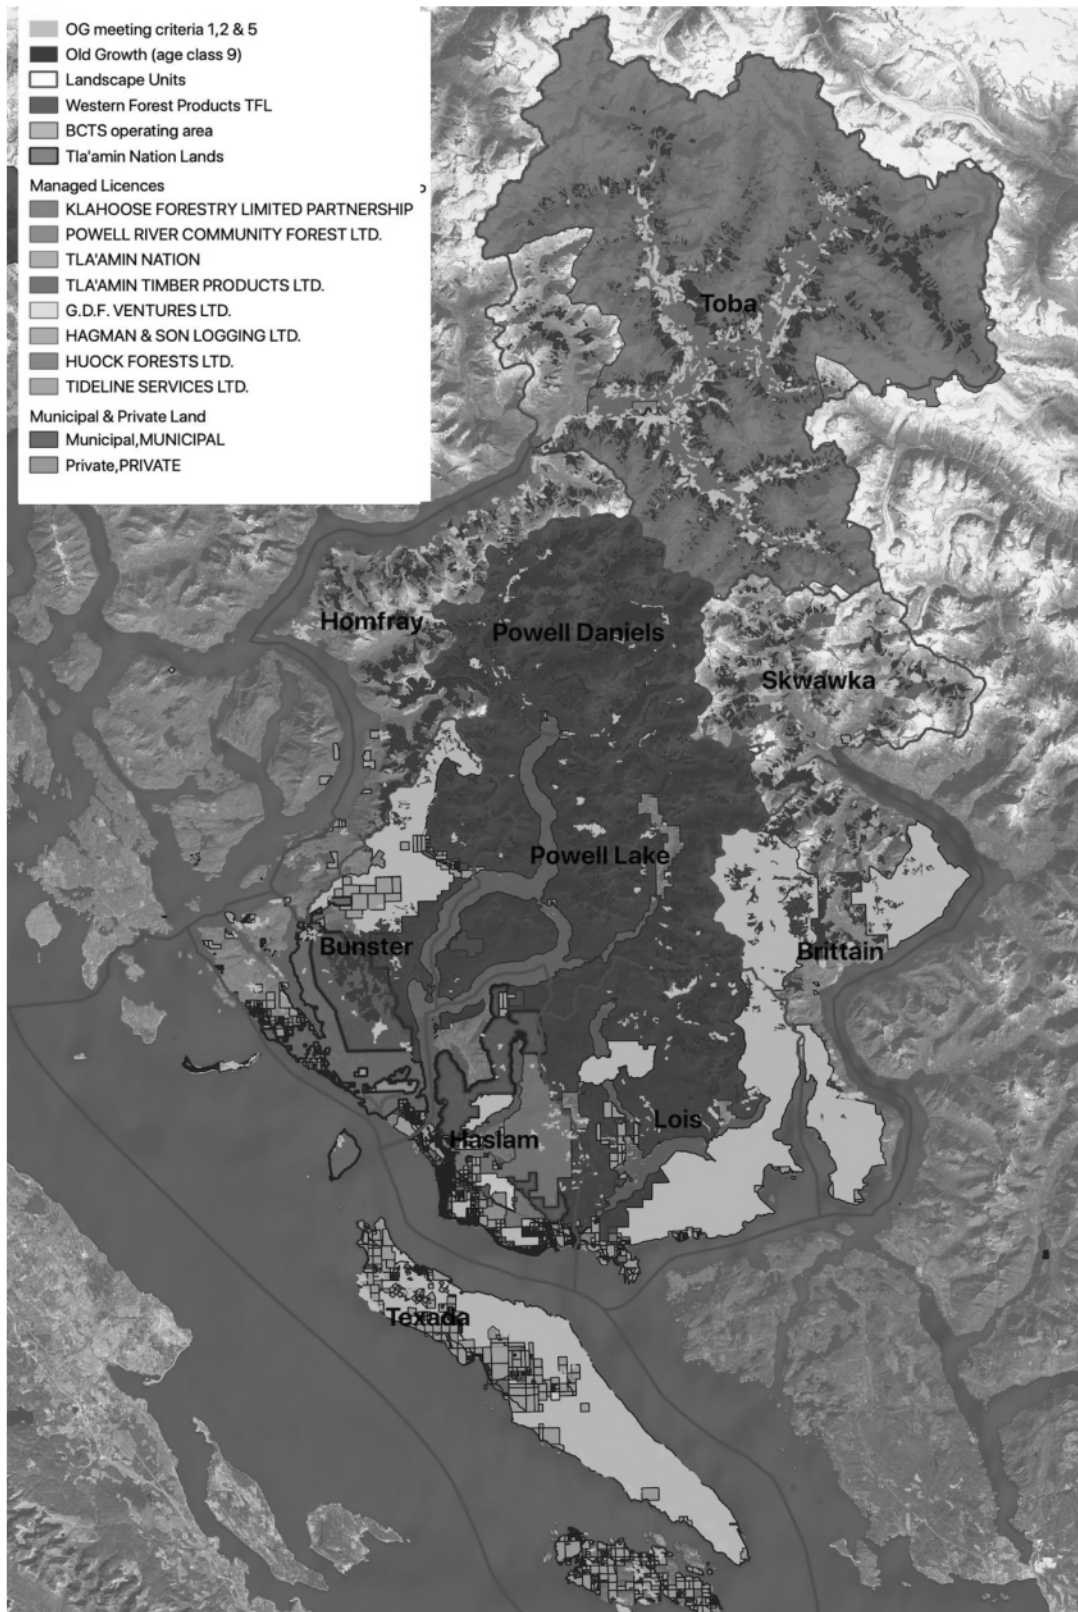 OG meeting criteria 1,2 & 5
Old Growth (age class 9)
Landscape Units
Western Forest Products TFL
BCTS operating area
Tla'amin Nation Lands
Managed Licences
KLAHOOSE FORESTRY LIMITED PARTNERSHIP
POWELL RIVER COMMUNITY FOREST LTD.
TLA'AMIN NATION
TLA'AMIN TIMBER PRODUCTS LTD.
G.D.F. VENTURES LTD.
HAGMAN & SON LOGGING LTD.
HUOCK FORESTS LTD.
TIDELINE SERVICES LTD.
Municipal & Private Land
Municipal,MUNICIPAL
Private,PRIVATE
Toba
Homfray
Powell Daniels
Skwawka
Powell Lake
Bunster
Brittain
Lois
Haslam
Texada